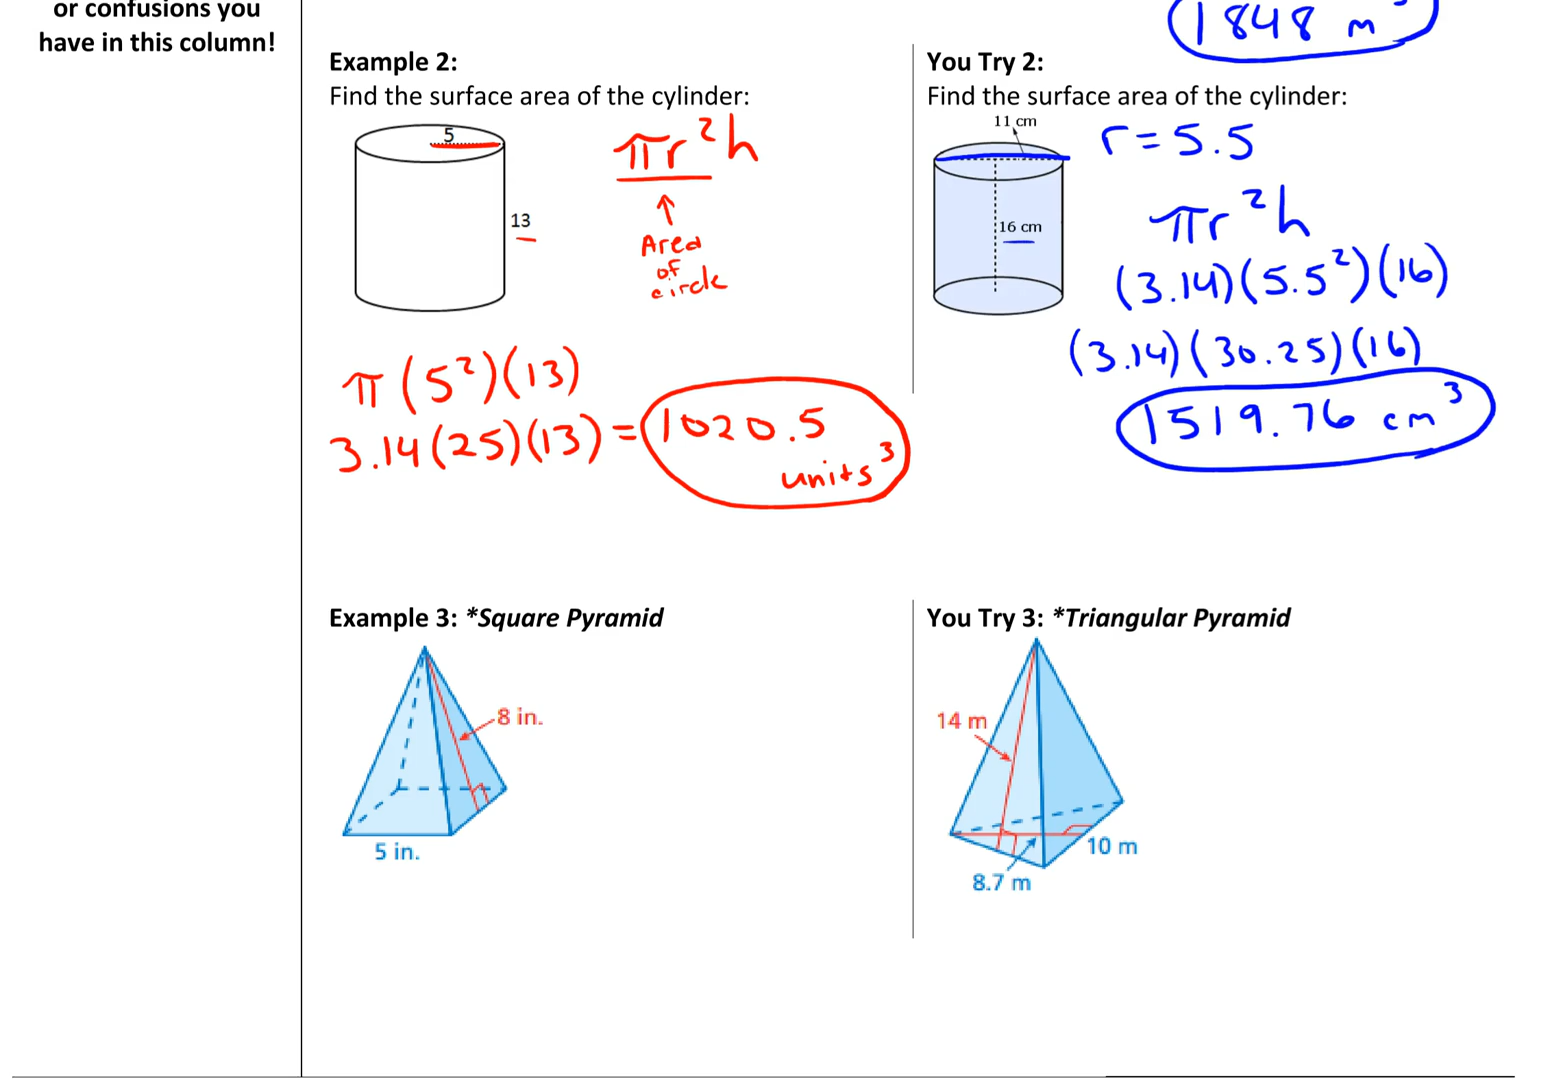 or confusions you
have in this column!
1848 m³
Example 2:
Find the surface area of the cylinder:
5
13
πr²h
↑
Area
of
circle
π(5²)(13)
3.14(25)(13) = 1020.5
units³
You Try 2:
Find the surface area of the cylinder:
11 cm
16 cm
r = 5.5
πr²h
(3.14)(5.5²)(16)
(3.14)(30.25)(16)
1519.76 cm³
Example 3: *Square Pyramid
8 in.
5 in.
You Try 3: *Triangular Pyramid
14 m
10 m
8.7 m